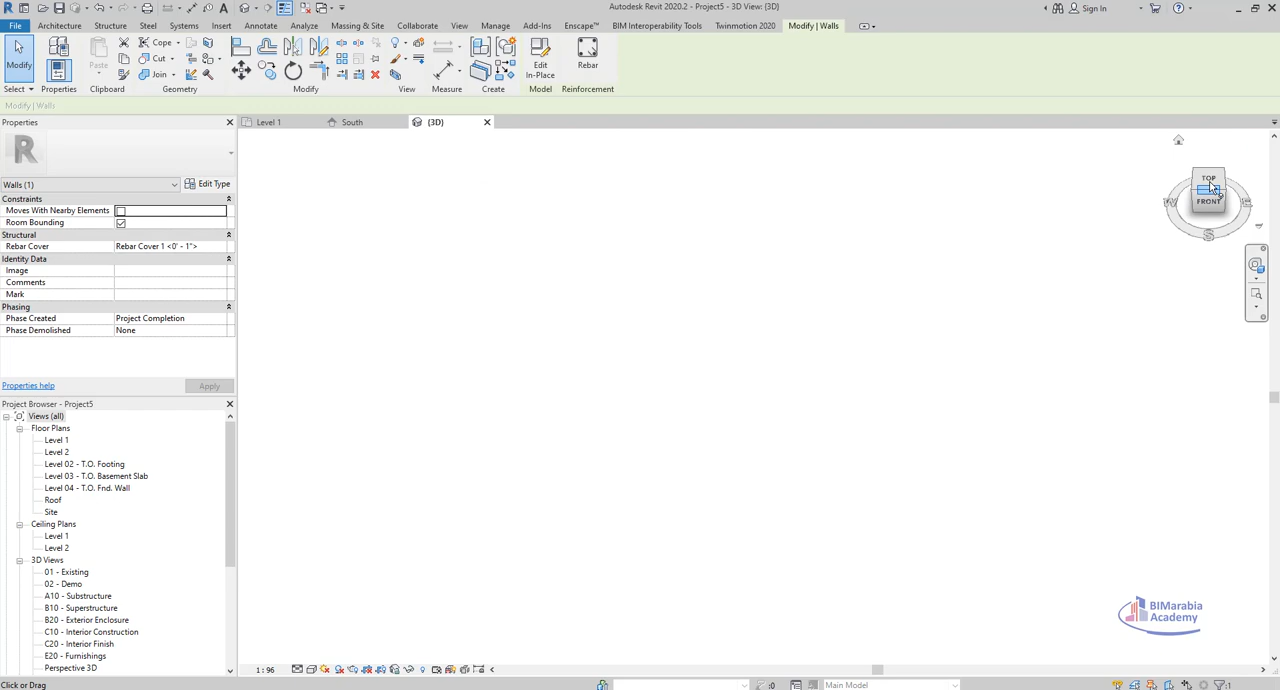 Autodesk Revit 2020.2 - Project5 - 3D View: {3D}
Sign In
File Architecture Structure Steel Systems Insert Annotate Analyze Massing & Site Collaborate View Manage Add-Ins Enscape™ BIM Interoperability Tools Twinmotion 2020 Modify | Walls
Modify
Paste
Cope
Cut
Join
Edit In-Place
Rebar
Select Properties Clipboard Geometry Modify View Measure Create Model Reinforcement
Modify | Walls
Properties
Level 1
South
{3D}
Walls (1)
Edit Type
Constraints
Moves With Nearby Elements
Room Bounding
Structural
Rebar Cover Rebar Cover 1 <0' - 1">
Identity Data
Image
Comments
Mark
Phasing
Phase Created Project Completion
Phase Demolished None
Properties help
Apply
Project Browser - Project5
Views (all)
Floor Plans
Level 1
Level 2
Level 02 - T.O. Footing
Level 03 - T.O. Basement Slab
Level 04 - T.O. Fnd. Wall
Roof
Site
Ceiling Plans
Level 1
Level 2
3D Views
01 - Existing
02 - Demo
A10 - Substructure
B10 - Superstructure
B20 - Exterior Enclosure
C10 - Interior Construction
C20 - Interior Finish
E20 - Furnishings
Perspective 3D
TOP
FRONT
W
E
S
BIMarabia
Academy
1 : 96
Click or Drag
:0
Main Model
:1